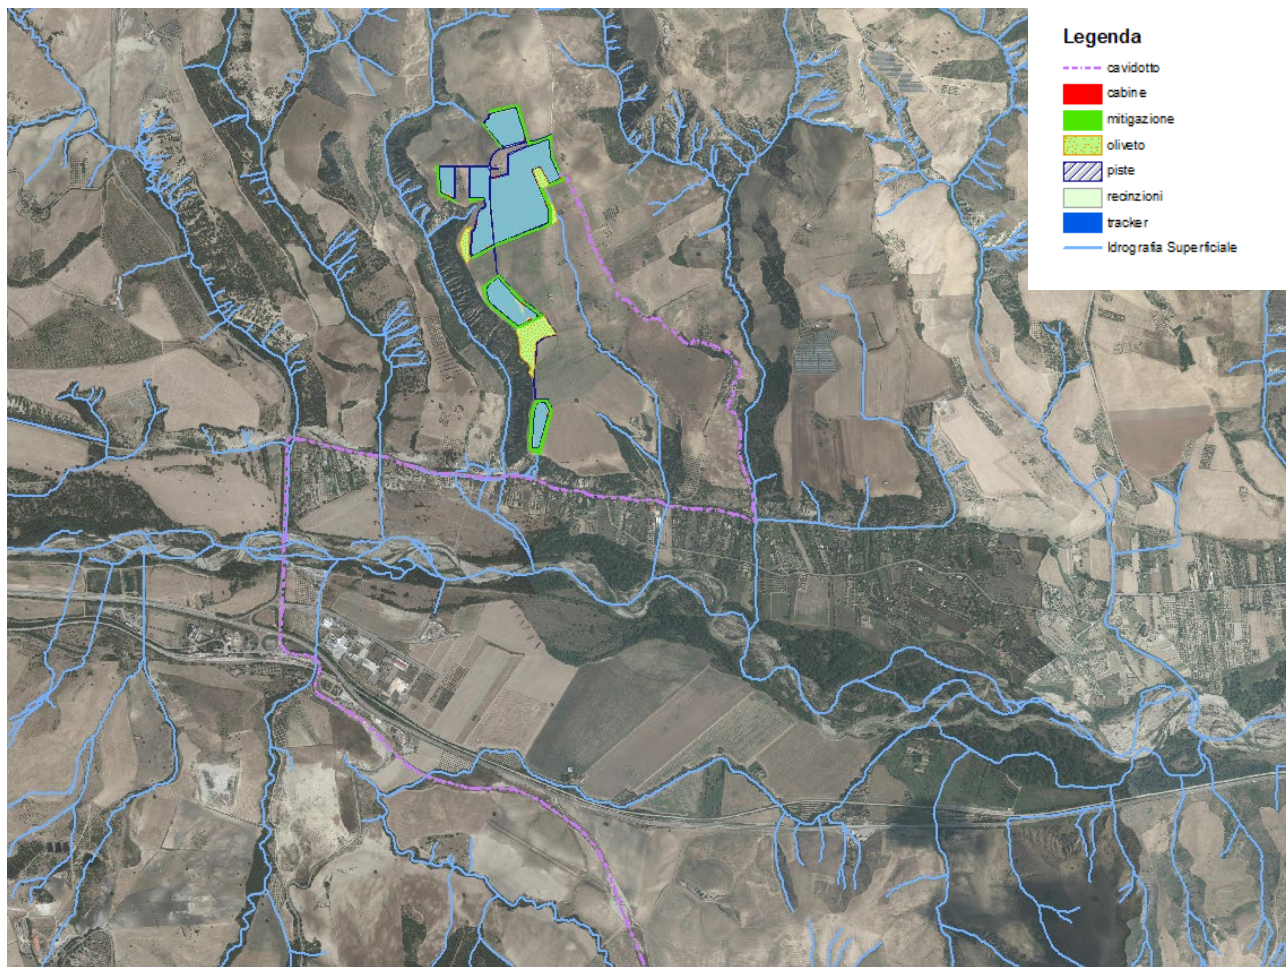 Legenda
cavidotto
cabine
mitigazione
oliveto
piste
recinzioni
tracker
Idrografia Superficiale